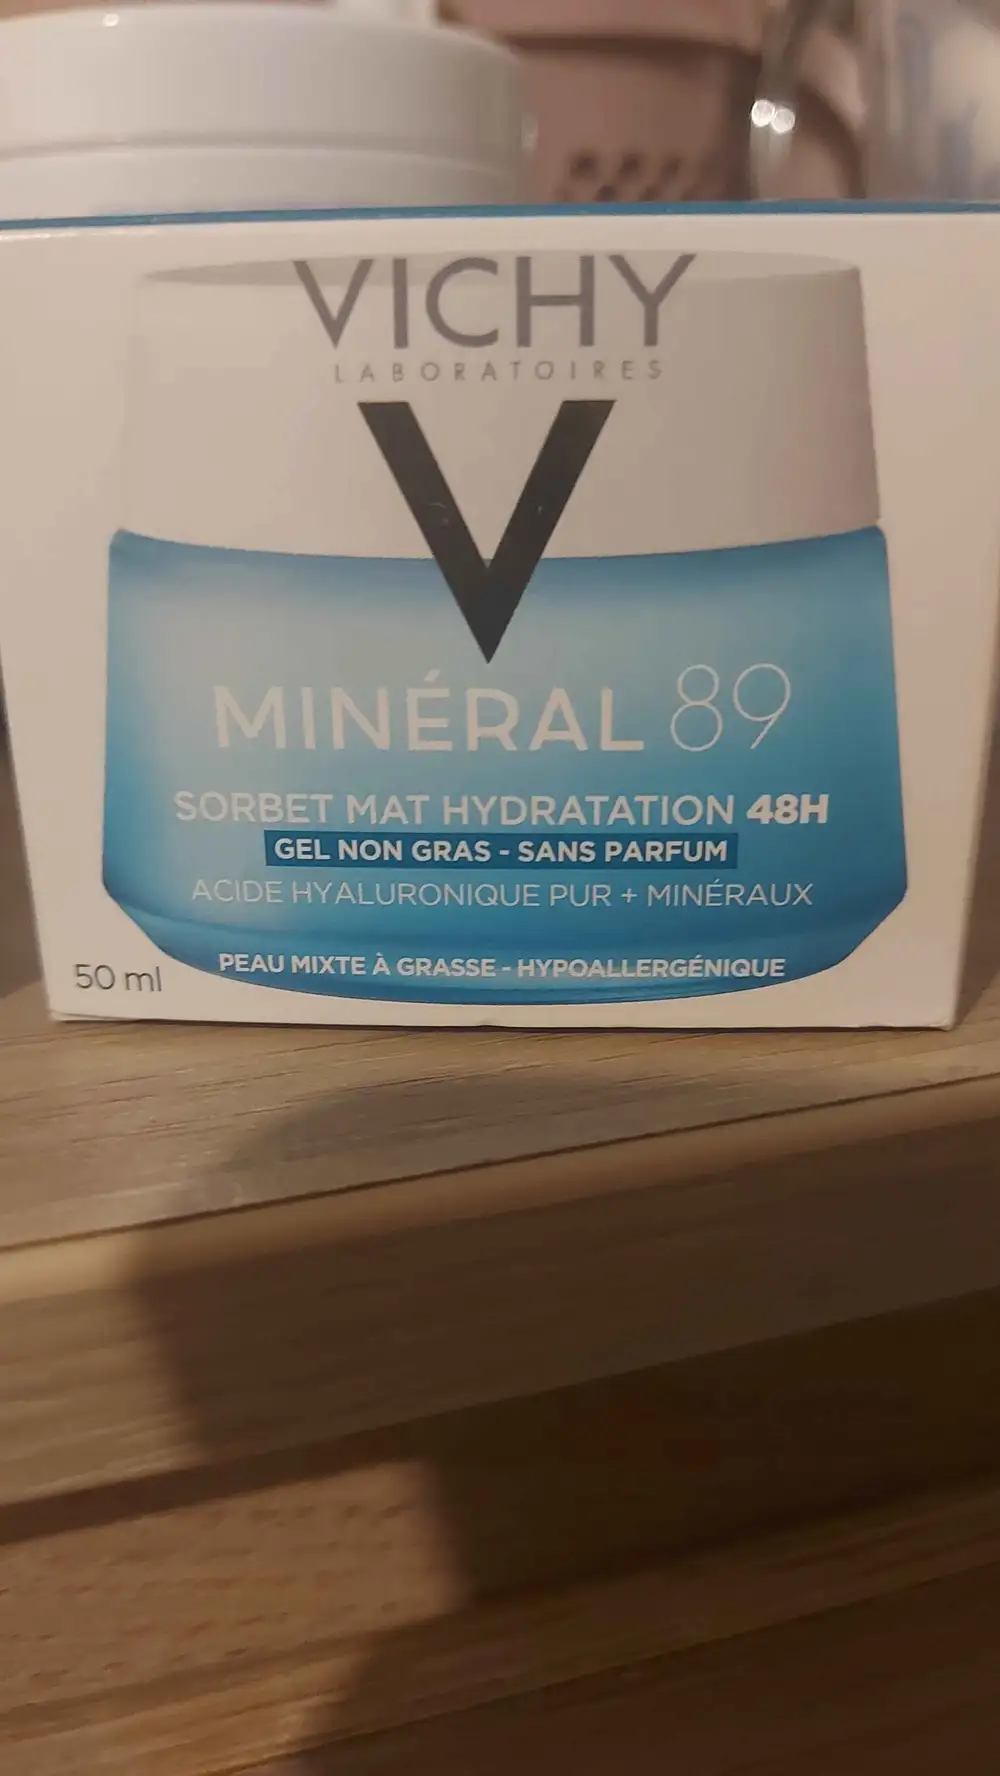 VICHY
LABORATOIRES
V
MINÉRAL 89
SORBET MAT HYDRATATION 48H
GEL NON GRAS - SANS PARFUM
ACIDE HYALURONIQUE PUR + MINÉRAUX
PEAU MIXTE À GRASSE - HYPOALLERGÉNIQUE
50 ml